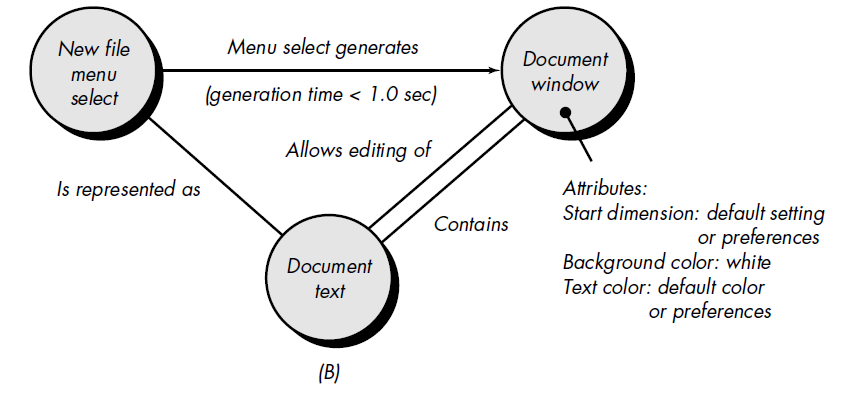 New file
menu
select
Menu select generates
(generation time < 1.0 sec)
Document
window
Allows editing of
Is represented as
Contains
Attributes:
Start dimension: default setting
or preferences
Background color: white
Text color: default color
or preferences
Document
text
(B)